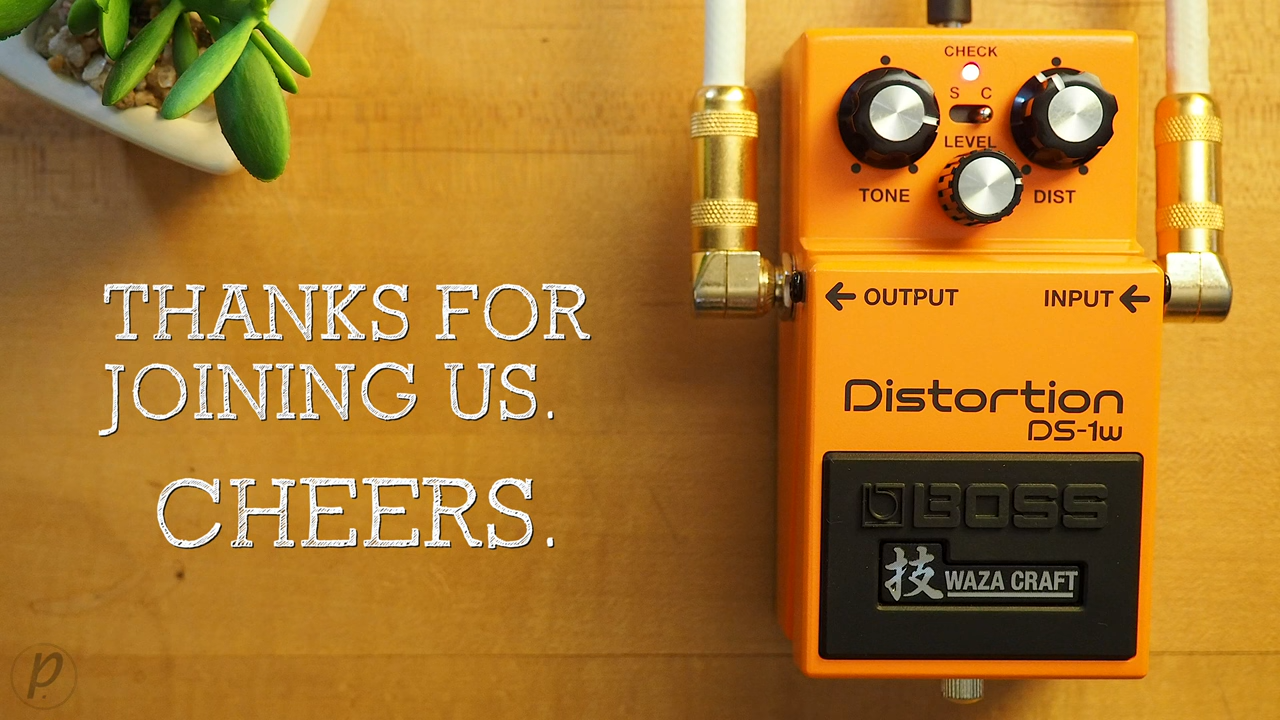 THANKS FOR
JOINING US.
CHEERS.
CHECK
S C
LEVEL
TONE
DIST
← OUTPUT
INPUT ←
Distortion
DS-1w
BOSS
技 WAZA CRAFT
p.